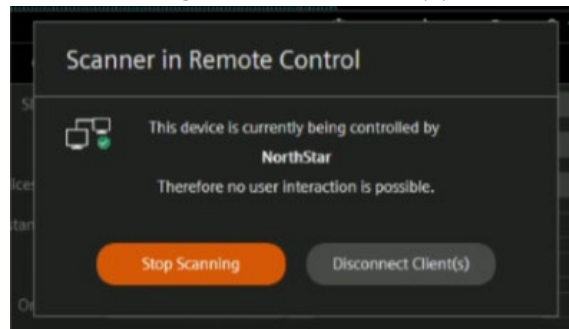 Scanner in Remote Control
This device is currently being controlled by
NorthStar
Therefore no user interaction is possible.
Stop Scanning
Disconnect Client(s)